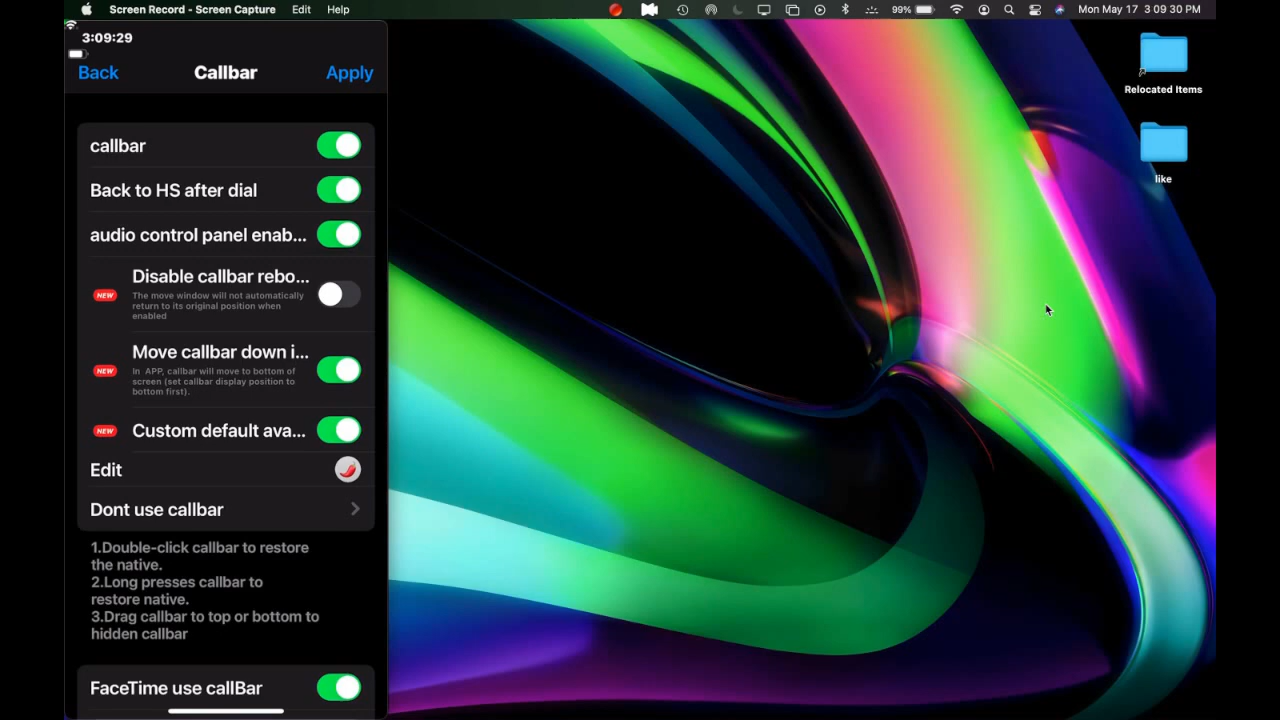 Screen Record - Screen Capture Edit Help
99% Mon May 17 3 09 30 PM
3:09:29
Back Callbar Apply
callbar
Back to HS after dial
audio control panel enab...
Disable callbar rebo...
NEW
The move window will not automatically
return to its original position when
enabled
Move callbar down i...
NEW
In APP, callbar will move to bottom of
screen (set callbar display position to
bottom first).
NEW Custom default ava...
Edit
Dont use callbar
1.Double-click callbar to restore
the native.
2.Long presses callbar to
restore native.
3.Drag callbar to top or bottom to
hidden callbar
FaceTime use callBar
Relocated Items
like